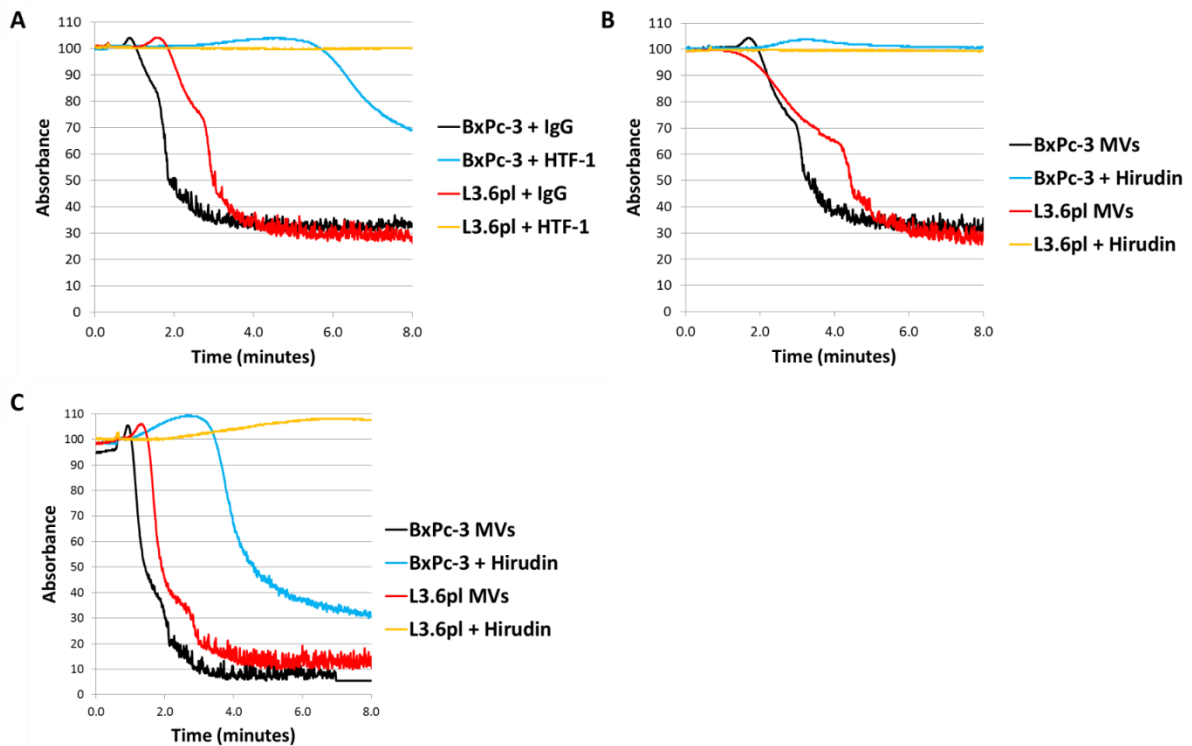 A
110
100
90
80
70
60
50
40
30
20
10
0
Absorbance
0.0 2.0 4.0 6.0 8.0
Time (minutes)
BxPc-3 + IgG
BxPc-3 + HTF-1
L3.6pl + IgG
L3.6pl + HTF-1
B
110
100
90
80
70
60
50
40
30
20
10
0
Absorbance
0.0 2.0 4.0 6.0 8.0
Time (minutes)
BxPc-3 MVs
BxPc-3 + Hirudin
L3.6pl MVs
L3.6pl + Hirudin
C
110
100
90
80
70
60
50
40
30
20
10
0
Absorbance
0.0 2.0 4.0 6.0 8.0
Time (minutes)
BxPc-3 MVs
BxPc-3 + Hirudin
L3.6pl MVs
L3.6pl + Hirudin